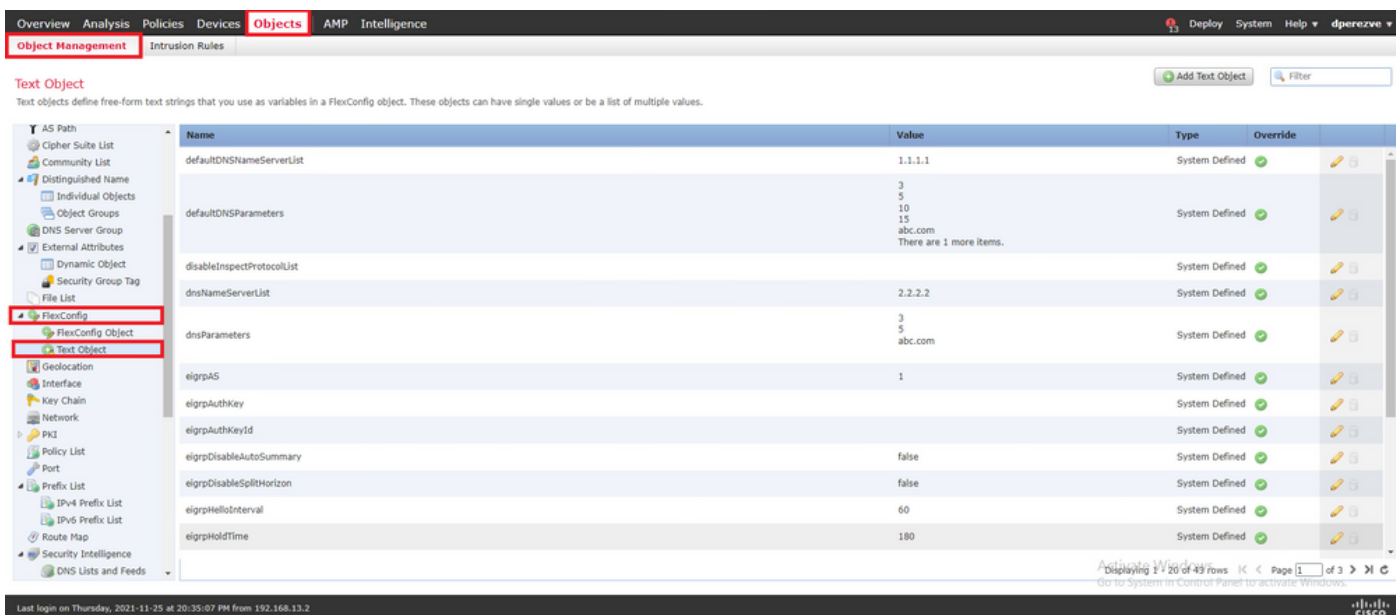 Overview Analysis Policies Devices Objects AMP Intelligence
13 Deploy System Help dperezve
Object Management Intrusion Rules
Text Object
Add Text Object
Filter
Text objects define free-form text strings that you use as variables in a FlexConfig object. These objects can have single values or be a list of multiple values.
AS Path
Cipher Suite List
Community List
Distinguished Name
Individual Objects
Object Groups
DNS Server Group
External Attributes
Dynamic Object
Security Group Tag
File List
FlexConfig
FlexConfig Object
Text Object
Geolocation
Interface
Key Chain
Network
PKI
Policy List
Port
Prefix List
IPv4 Prefix List
IPv6 Prefix List
Route Map
Security Intelligence
DNS Lists and Feeds
Name Value Type Override
defaultDNSNameServerList 1.1.1.1 System Defined
defaultDNSParameters
3
5
10
15
abc.com
There are 1 more items.
System Defined
disableInspectProtocolList System Defined
dnsNameServerList 2.2.2.2 System Defined
dnsParameters
3
5
abc.com
System Defined
eigrpAS 1 System Defined
eigrpAuthKey System Defined
eigrpAuthKeyId System Defined
eigrpDisableAutoSummary false System Defined
eigrpDisableSplitHorizon false System Defined
eigrpHelloInterval 60 System Defined
eigrpHoldTime 180 System Defined
Activate Windows
Displaying 1 - 20 of 49 rows Page 1 of 3
Go to System in Control Panel to activate Windows.
Last login on Thursday, 2021-11-25 at 20:35:07 PM from 192.168.13.2
CISCO